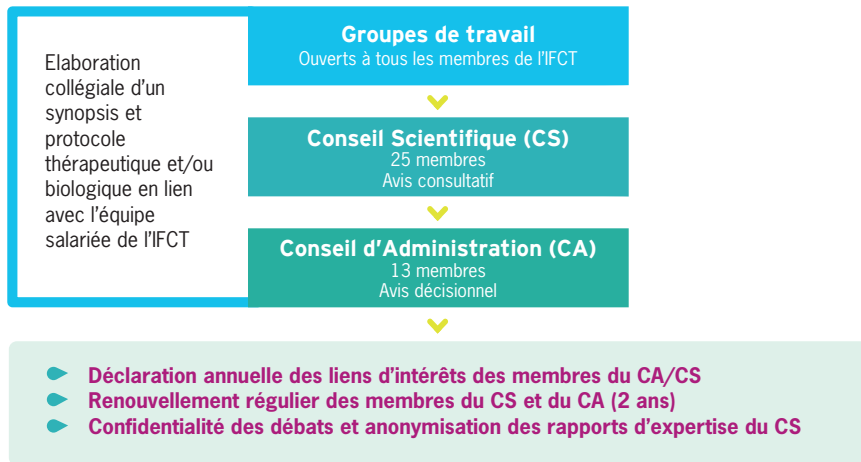 Elaboration
collégiale d'un
synopsis et
protocole
thérapeutique et/ou
biologique en lien
avec l'équipe
salariée de l'IFCT
Groupes de travail
Ouverts à tous les membres de l'IFCT
Conseil Scientifique (CS)
25 membres
Avis consultatif
Conseil d'Administration (CA)
13 membres
Avis décisionnel
Déclaration annuelle des liens d'intérêts des membres du CA/CS
Renouvellement régulier des membres du CS et du CA (2 ans)
Confidentialité des débats et anonymisation des rapports d'expertise du CS